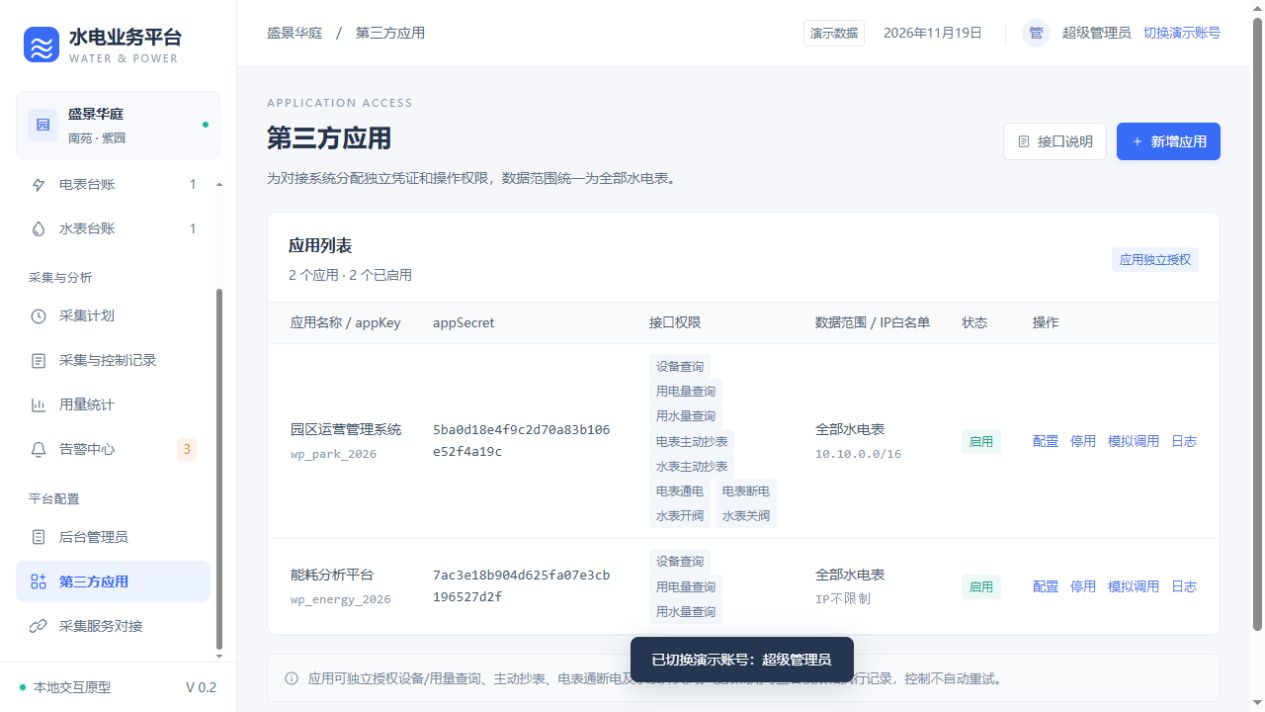 水电业务平台
WATER & POWER
园
盛景华庭
南苑 · 紫园
电表台账 1
水表台账 1
采集与分析
采集计划
采集与控制记录
用量统计
告警中心 3
平台配置
后台管理员
第三方应用
采集服务对接
本地交互原型 V 0.2
盛景华庭 / 第三方应用
演示数据 2026年11月19日 管 超级管理员 切换演示账号
APPLICATION ACCESS
第三方应用
接口说明 + 新增应用
为对接系统分配独立凭证和操作权限，数据范围统一为全部水电表。
应用列表
2 个应用 · 2 个已启用
应用独立授权
应用名称 / appKey appSecret 接口权限 数据范围 / IP白名单 状态 操作
设备查询
用电量查询
用水量查询
电表主动抄表
水表主动抄表
电表通电 电表断电
水表开阀 水表关阀
园区运营管理系统
wp_park_2026
5ba0d18e4f9c2d70a83b106
e52f4a19c
全部水电表
10.10.0.0/16
启用
配置 停用 模拟调用 日志
设备查询
用电量查询
用水量查询
能耗分析平台
wp_energy_2026
7ac3e18b904d625fa07e3cb
196527d2f
全部水电表
IP不限制
启用
配置 停用 模拟调用 日志
已切换演示账号：超级管理员
应用可独立授权设备/用量查询、主动抄表、电表通断电及 执行记录，控制不自动重试。